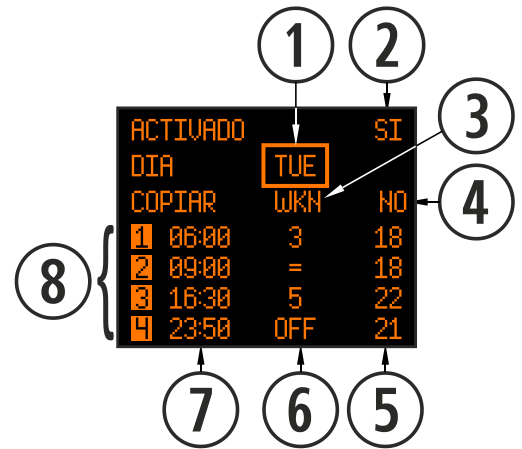 1 2
3
ACTIVADO SI
DIA TUE
COPIAR WKN NO
4
1 06:00 3 18
2 09:00 = 18
3 16:30 5 22
4 23:50 OFF 21
8
7 6 5